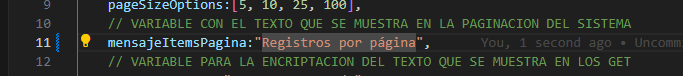 9 pageSizeOptions:[5, 10, 25, 100],
10 // VARIABLE CON EL TEXTO QUE SE MUESTRA EN LA PAGINACION DEL SISTEMA
11 mensajeItemsPagina:"Registros por página", You, 1 second ago • Uncomm
12 // VARIABLE PARA LA ENCRIPTACION DEL TEXTO QUE SE MUESTRA EN LOS GET